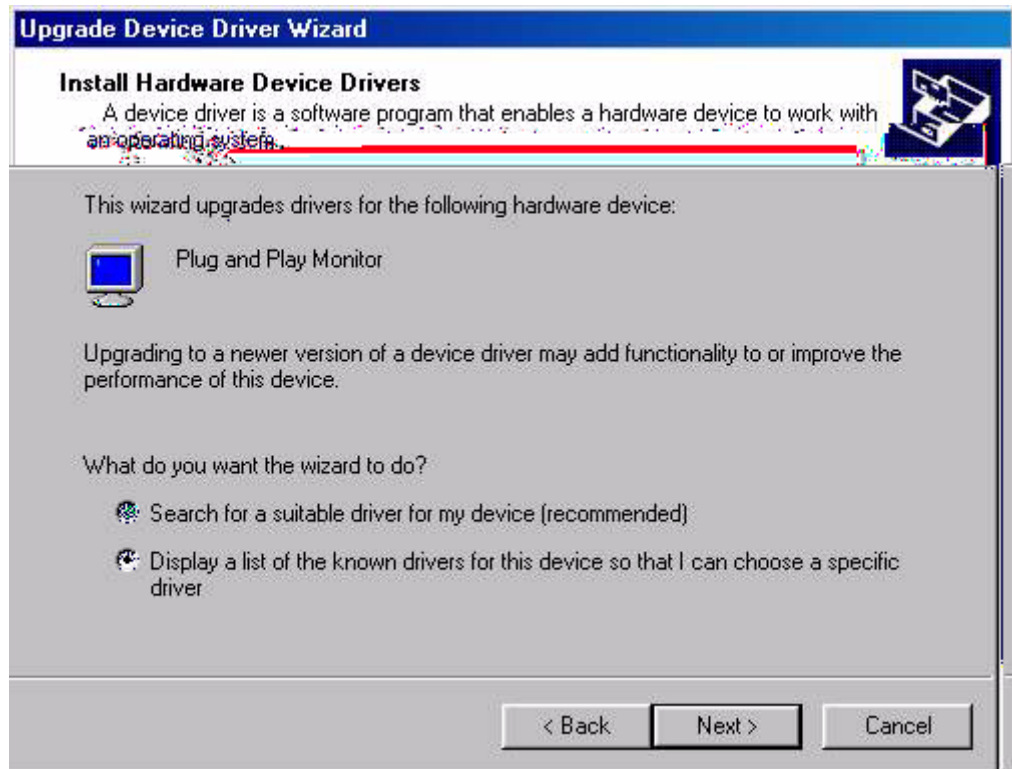 Upgrade Device Driver Wizard
Install Hardware Device Drivers
A device driver is a software program that enables a hardware device to work with
an operating system.
This wizard upgrades drivers for the following hardware device:
Plug and Play Monitor
Upgrading to a newer version of a device driver may add functionality to or improve the
performance of this device.
What do you want the wizard to do?
Search for a suitable driver for my device (recommended)
Display a list of the known drivers for this device so that I can choose a specific
driver
< Back Next > Cancel